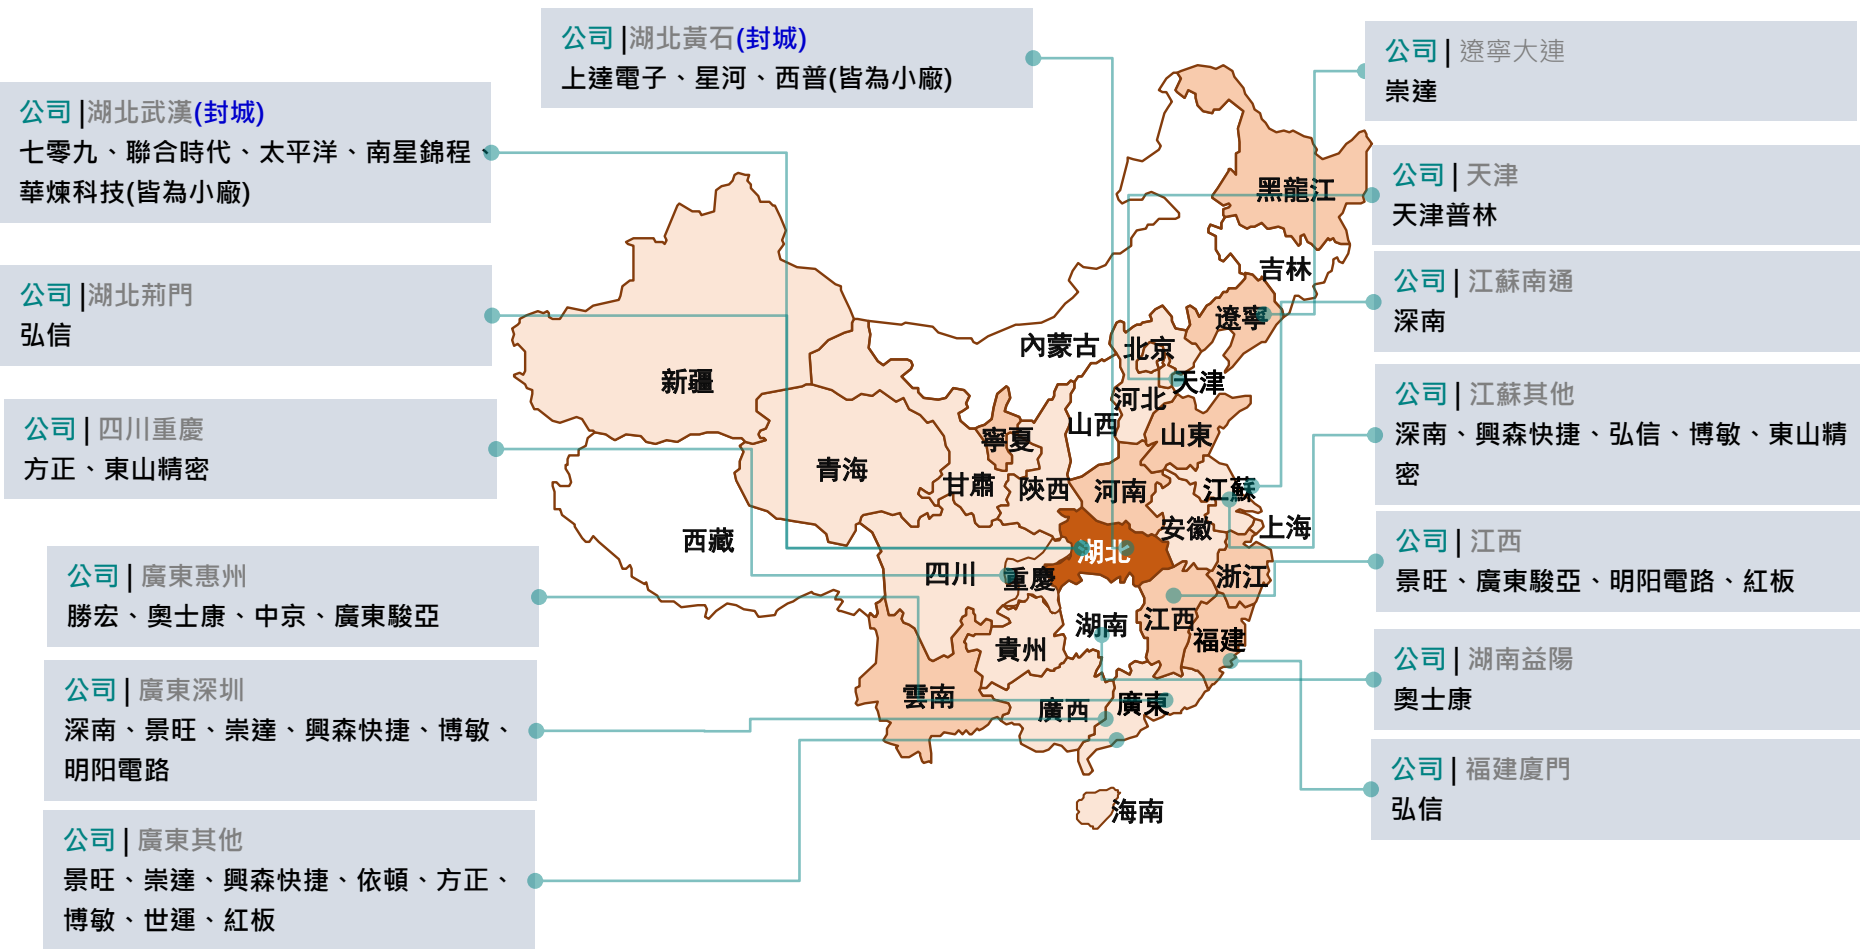 公司 |湖北黃石(封城)
上達電子、星河、西普(皆為小廠)
公司 |湖北武漢(封城)
七零九、聯合時代、太平洋、南星錦程、
華煉科技(皆為小廠)
公司 |湖北荊門
弘信
公司 | 四川重慶
方正、東山精密
公司 | 廣東惠州
勝宏、奧士康、中京、廣東駿亞
公司 | 廣東深圳
深南、景旺、崇達、興森快捷、博敏、
明阳電路
公司 | 廣東其他
景旺、崇達、興森快捷、依頓、方正、
博敏、世運、紅板
公司 | 遼寧大連
崇達
公司 | 天津
天津普林
公司 | 江蘇南通
深南
公司 | 江蘇其他
深南、興森快捷、弘信、博敏、東山精
密
公司 | 江西
景旺、廣東駿亞、明阳電路、紅板
公司 | 湖南益陽
奧士康
公司 | 福建廈門
弘信
黑龍江
吉林
遼寧
內蒙古
北京
天津
新疆
河北
山西
山東
寧夏
青海
甘肅
陝西
河南
江蘇
安徽
上海
西藏
湖北
四川
重慶
浙江
湖南
江西
福建
貴州
雲南
廣西
廣東
海南